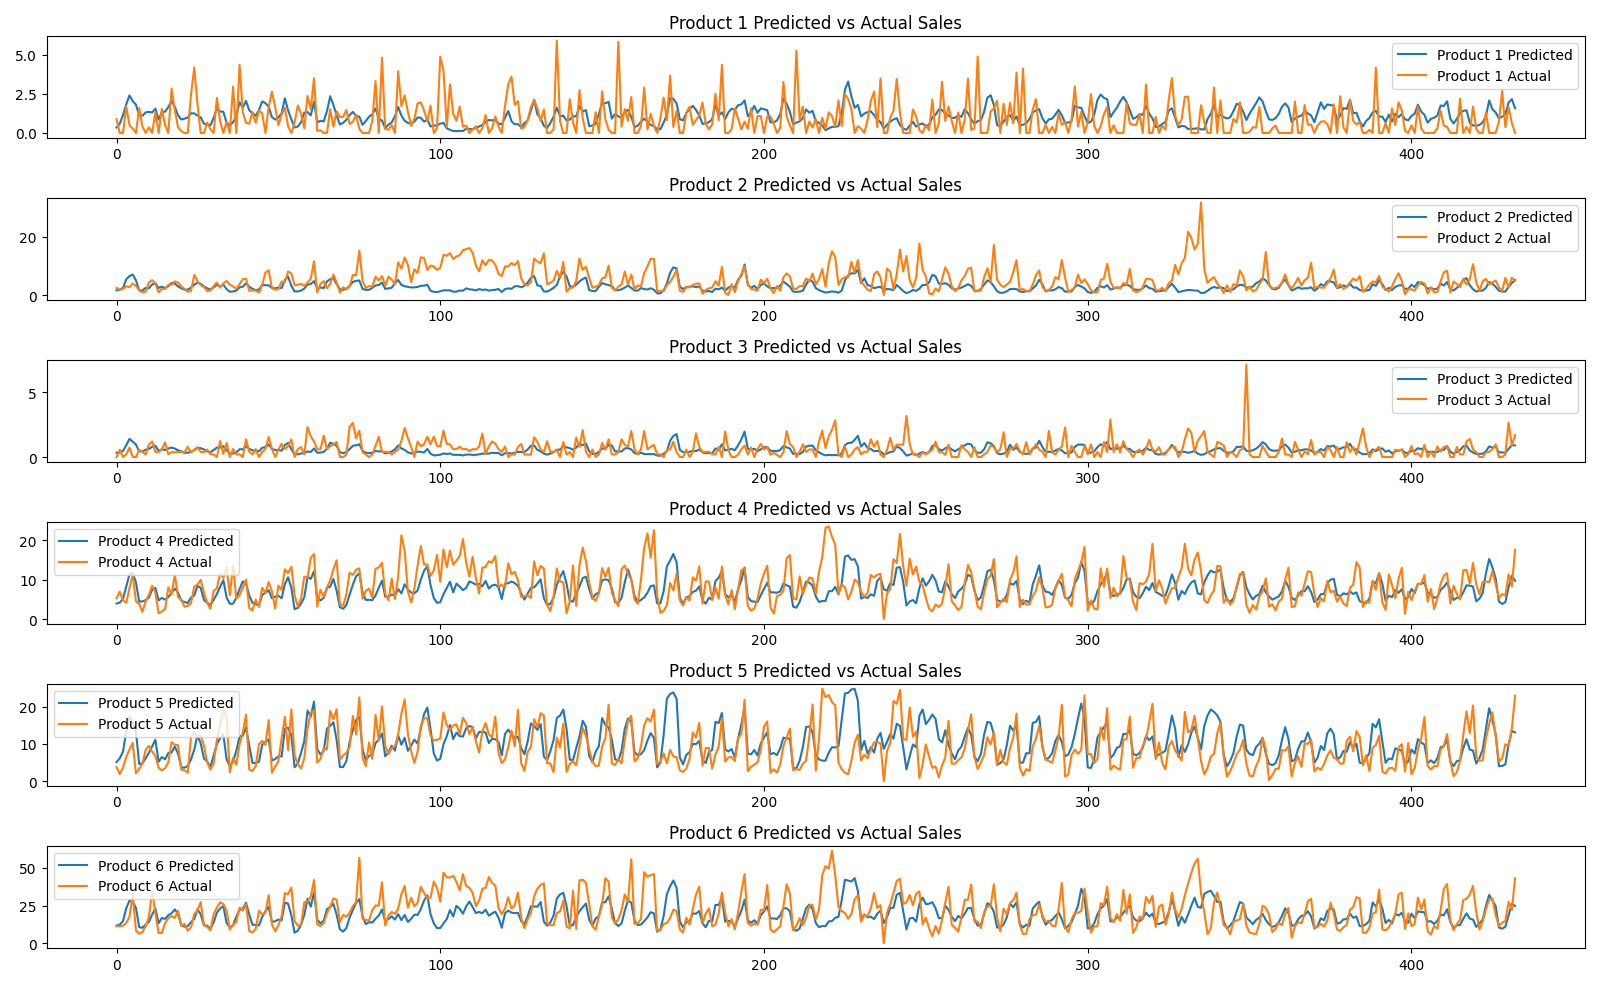 Product 1 Predicted vs Actual Sales
5.0
2.5
0.0
Product 1 Predicted
Product 1 Actual
0 100 200 300 400
Product 2 Predicted vs Actual Sales
20
0
Product 2 Predicted
Product 2 Actual
0 100 200 300 400
Product 3 Predicted vs Actual Sales
5
0
Product 3 Predicted
Product 3 Actual
0 100 200 300 400
Product 4 Predicted vs Actual Sales
20
10
0
Product 4 Predicted
Product 4 Actual
0 100 200 300 400
Product 5 Predicted vs Actual Sales
20
10
0
Product 5 Predicted
Product 5 Actual
0 100 200 300 400
Product 6 Predicted vs Actual Sales
50
25
0
Product 6 Predicted
Product 6 Actual
0 100 200 300 400